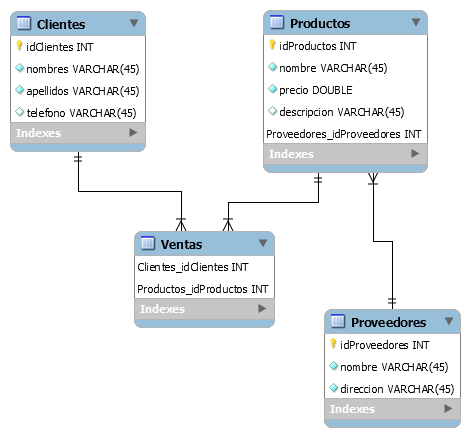 Clientes
idClientes INT
nombres VARCHAR(45)
apellidos VARCHAR(45)
telefono VARCHAR(45)
Indexes
Productos
idProductos INT
nombre VARCHAR(45)
precio DOUBLE
descripcion VARCHAR(45)
Proveedores_idProveedores INT
Indexes
Ventas
Clientes_idClientes INT
Productos_idProductos INT
Indexes
Proveedores
idProveedores INT
nombre VARCHAR(45)
direccion VARCHAR(45)
Indexes